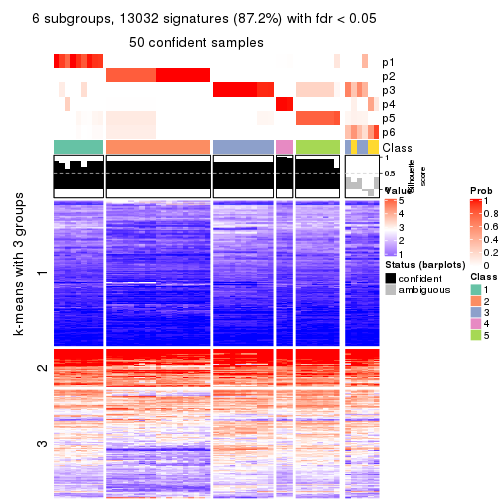 6 subgroups, 13032 signatures (87.2%) with fdr < 0.05
50 confident samples
p1
p2
p3
p4
p5
p6
Class
1
0.5
0
Silhouette
score
k-means with 3 groups
1
2
3
Value
5
4
3
2
1
Status (barplots)
confident
ambiguous
Prob
1
0.8
0.6
0.4
0.2
0
Class
1
2
3
4
5